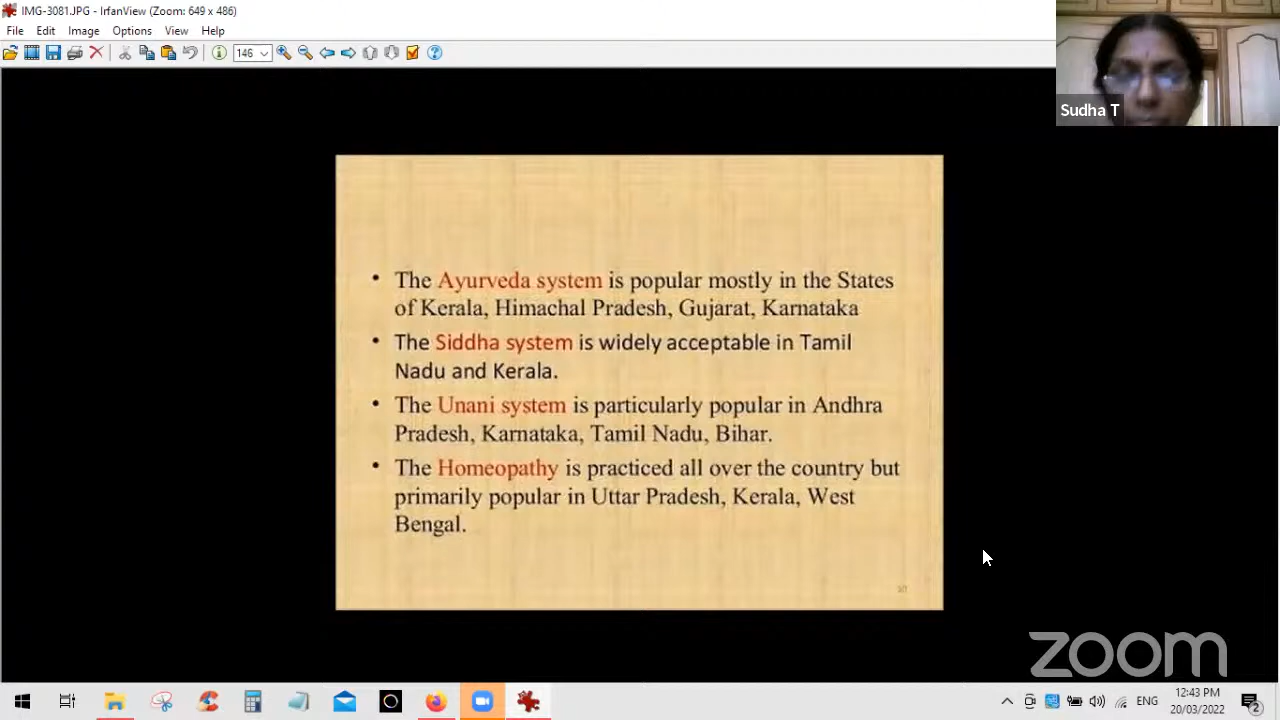 IMG-3081.JPG - IrfanView (Zoom: 649 x 486)
File Edit Image Options View Help
146
Sudha T
• The Ayurveda system is popular mostly in the States
of Kerala, Himachal Pradesh, Gujarat, Karnataka
• The Siddha system is widely acceptable in Tamil
Nadu and Kerala.
• The Unani system is particularly popular in Andhra
Pradesh, Karnataka, Tamil Nadu, Bihar.
• The Homeopathy is practiced all over the country but
primarily popular in Uttar Pradesh, Kerala, West
Bengal.
zoom
ENG
12:43 PM
20/03/2022
2